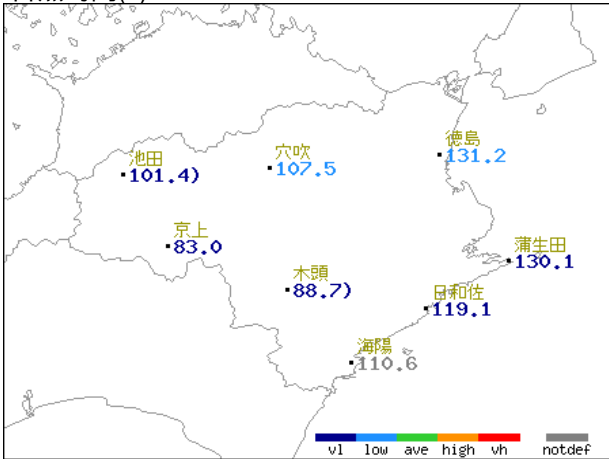 徳島
131.2
穴吹
107.5
池田
101.4)
京上
83.0
蒲生田
130.1
木頭
88.7)
日和佐
119.1
海陽
110.6
vl low ave high vh notdef